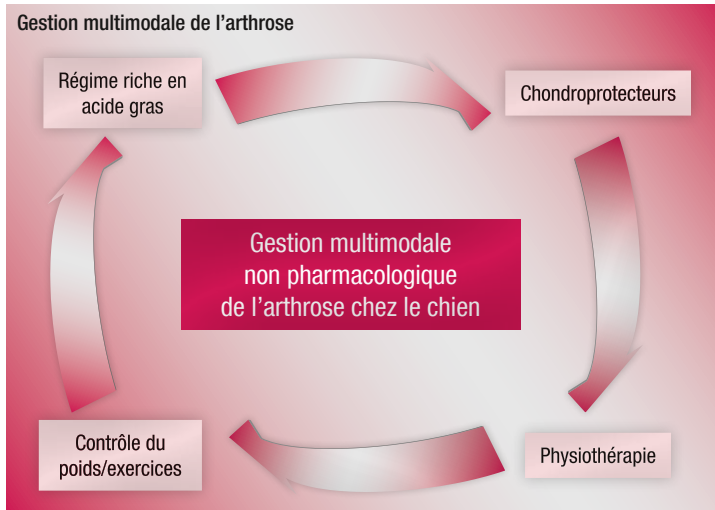 Gestion multimodale de l’arthrose
Régime riche en
acide gras
Chondroprotecteurs
Gestion multimodale
non pharmacologique
de l’arthrose chez le chien
Contrôle du
poids/exercices
Physiothérapie